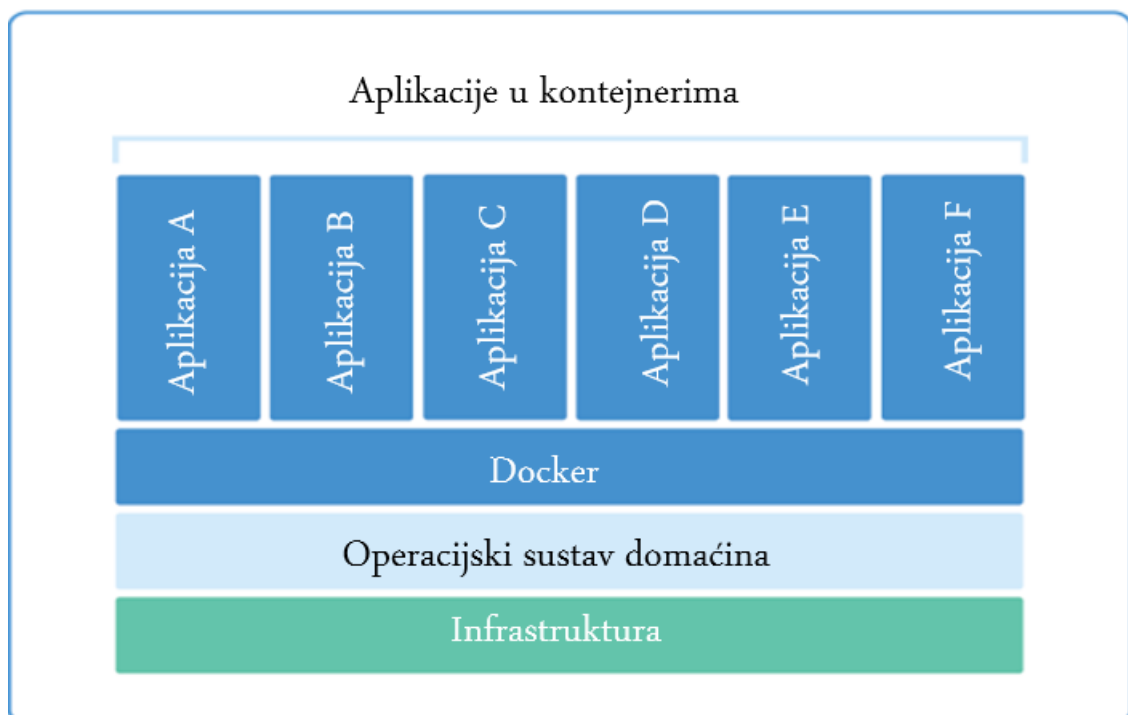 Aplikacije u kontejnerima
Aplikacija A
Aplikacija B
Aplikacija C
Aplikacija D
Aplikacija E
Aplikacija F
Docker
Operacijski sustav domaćina
Infrastruktura